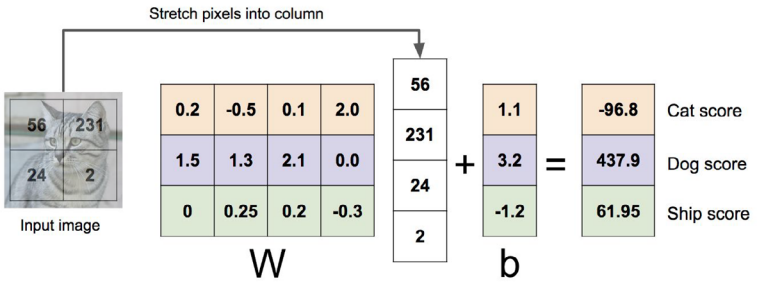 Stretch pixels into column
56 231
24 2
Input image
0.2 -0.5 0.1 2.0
1.5 1.3 2.1 0.0
0 0.25 0.2 -0.3
W
56
231
24
2
+
1.1
3.2
-1.2
b
=
-96.8 Cat score
437.9 Dog score
61.95 Ship score